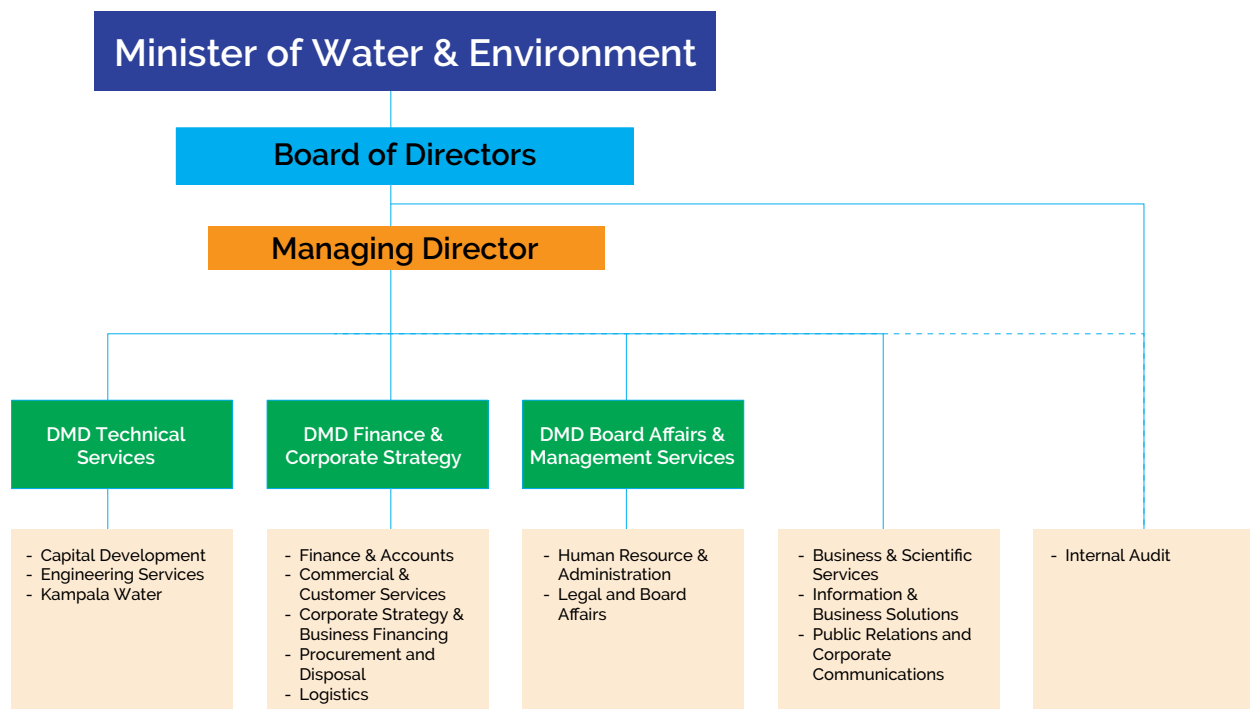 Minister of Water & Environment
Board of Directors
Managing Director
DMD Technical
Services
DMD Finance &
Corporate Strategy
DMD Board Affairs &
Management Services
- Capital Development
- Engineering Services
- Kampala Water
- Finance & Accounts
- Commercial &
Customer Services
- Corporate Strategy &
Business Financing
- Procurement and
Disposal
- Logistics
- Human Resource &
Administration
- Legal and Board
Affairs
- Business & Scientific
Services
- Information &
Business Solutions
- Public Relations and
Corporate
Communications
- Internal Audit